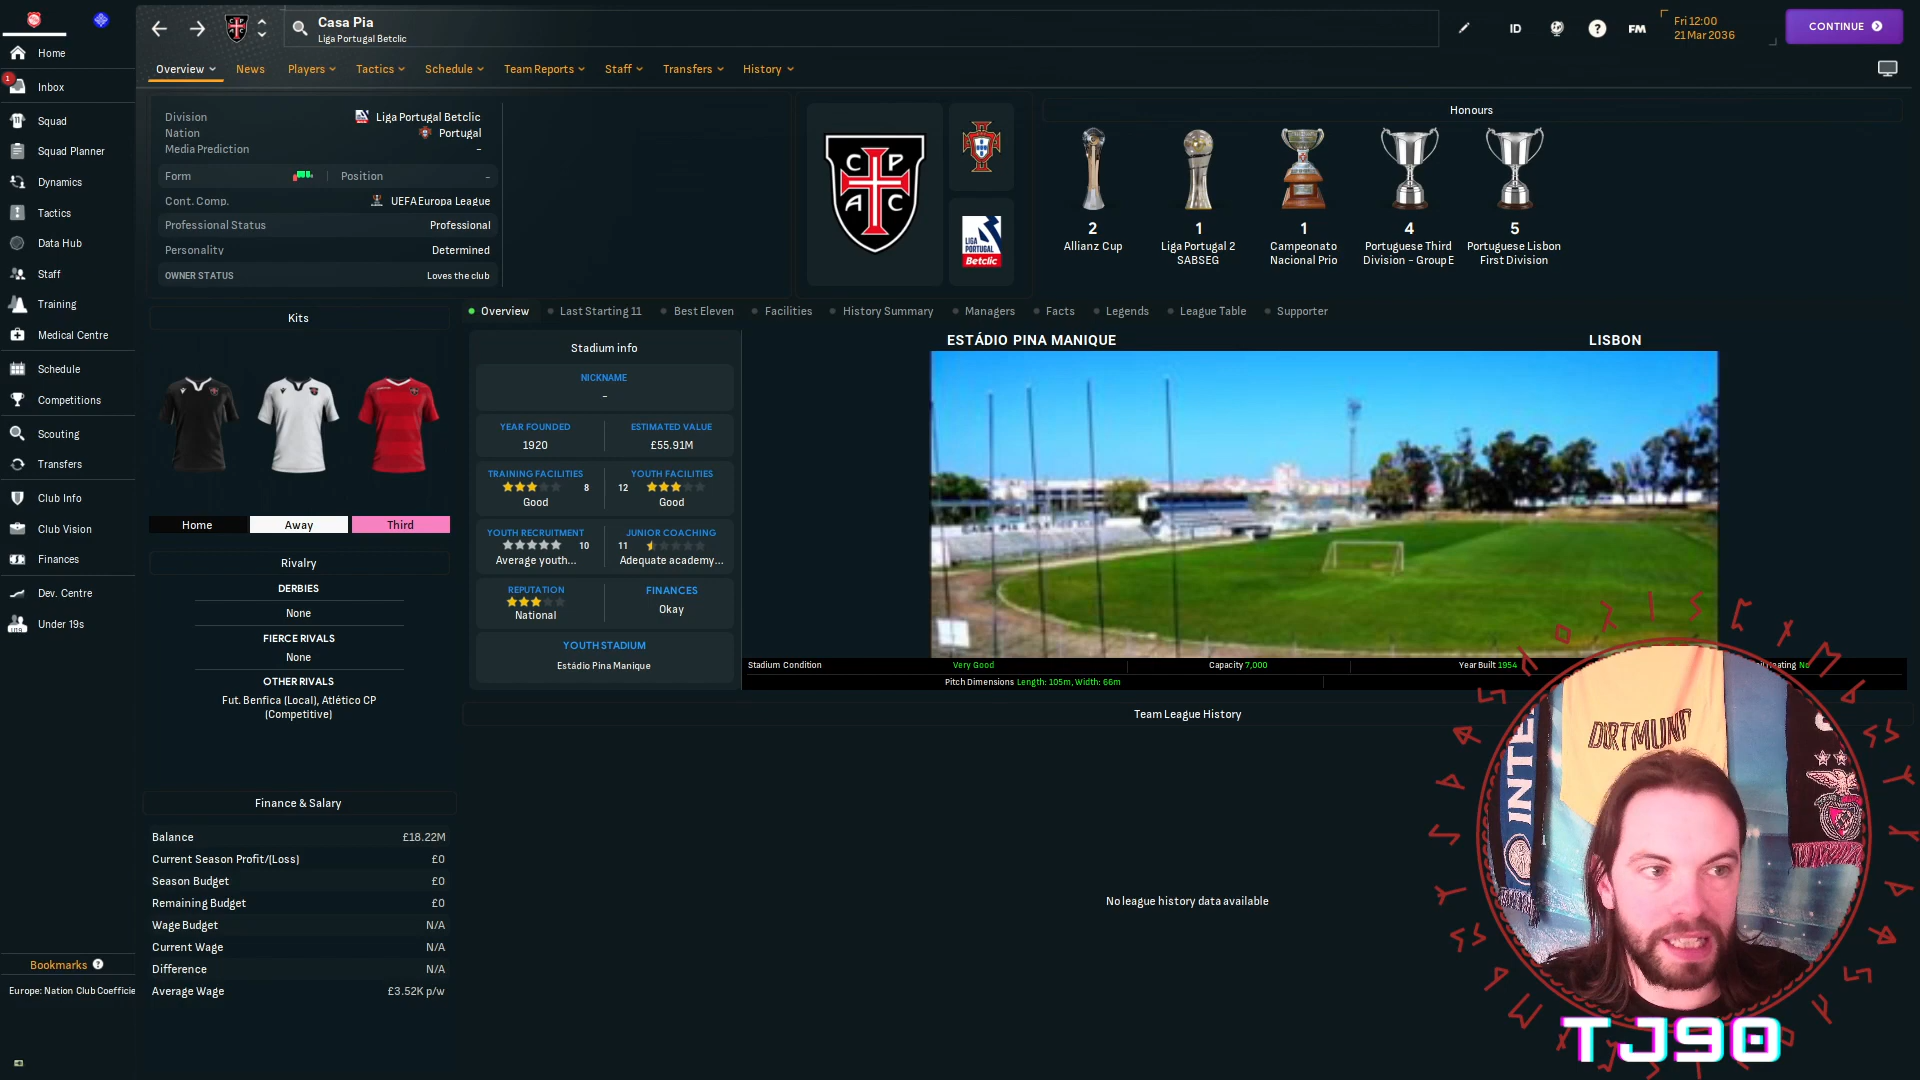 Casa Pia
Liga Portugal Betclic
ID
FM
Fri 12:00
21 Mar 2036
CONTINUE
Home
1
Inbox
Squad
Squad Planner
Dynamics
Tactics
Data Hub
Staff
Training
Medical Centre
Schedule
Competitions
Scouting
Transfers
Club Info
Club Vision
Finances
Dev. Centre
Under 19s
Bookmarks ?
Europe: Nation Club Coefficie
Overview
News
Players
Tactics
Schedule
Team Reports
Staff
Transfers
History
Division Liga Portugal Betclic
Nation Portugal
Media Prediction -
Form Position -
Cont. Comp. UEFA Europa League
Professional Status Professional
Personality Determined
OWNER STATUS Loves the club
C P
A C
LIGA
PORTUGAL
Betclic
Honours
2 1 1 4 5
Allianz Cup
Liga Portugal 2
SABSEG
Campeonato
Nacional Prio
Portuguese Third
Division - Group E
Portuguese Lisbon
First Division
Kits
Home Away Third
Rivalry
DERBIES
None
FIERCE RIVALS
None
OTHER RIVALS
Fut. Benfica (Local), Atlético CP
(Competitive)
Finance & Salary
Balance £18.22M
Current Season Profit/(Loss) £0
Season Budget £0
Remaining Budget £0
Wage Budget N/A
Current Wage N/A
Difference N/A
Average Wage £3.52K p/w
Overview
Last Starting 11
Best Eleven
Facilities
History Summary
Managers
Facts
Legends
League Table
Supporter
Stadium info
NICKNAME
-
YEAR FOUNDED ESTIMATED VALUE
1920 £55.91M
TRAINING FACILITIES YOUTH FACILITIES
8 12
Good Good
YOUTH RECRUITMENT JUNIOR COACHING
10 11
Average youth... Adequate academy...
REPUTATION FINANCES
National Okay
YOUTH STADIUM
Estádio Pina Manique
ESTÁDIO PINA MANIQUE LISBON
Stadium Condition Very Good Capacity 7,000 Year Built 1954
Heating No
Pitch Dimensions Length: 105m, Width: 66m
Team League History
No league history data available
INTE
TJ90